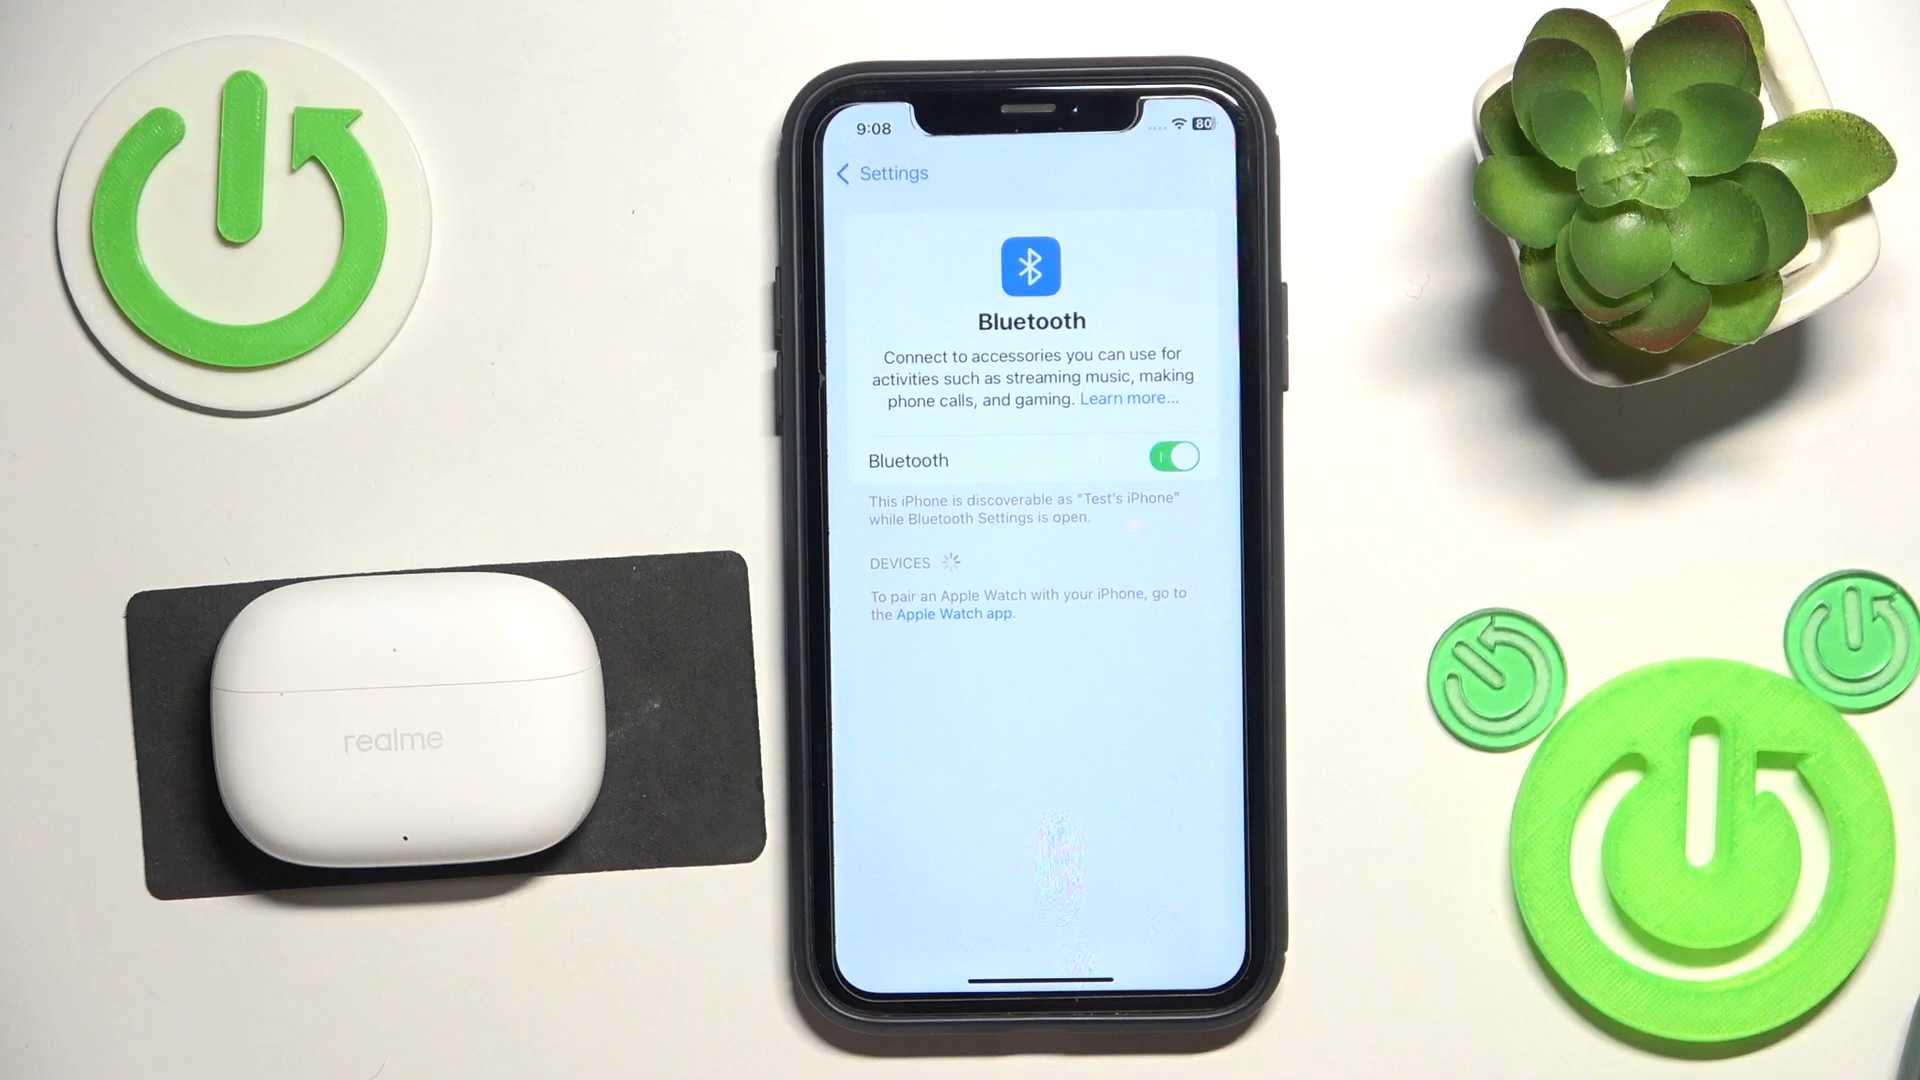 9:08
80
Settings
Bluetooth
Connect to accessories you can use for
activities such as streaming music, making
phone calls, and gaming. Learn more...
Bluetooth
This iPhone is discoverable as “Test's iPhone”
while Bluetooth Settings is open.
DEVICES
To pair an Apple Watch with your iPhone, go to
the Apple Watch app.
realme